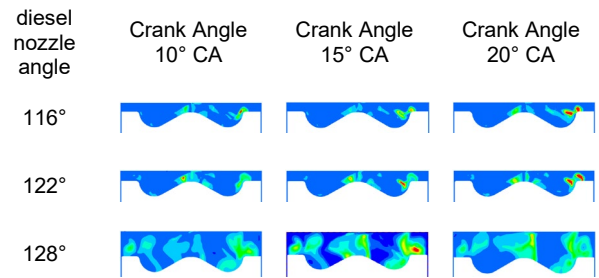 diesel
nozzle
angle
Crank Angle
10° CA
Crank Angle
15° CA
Crank Angle
20° CA
116°
122°
128°